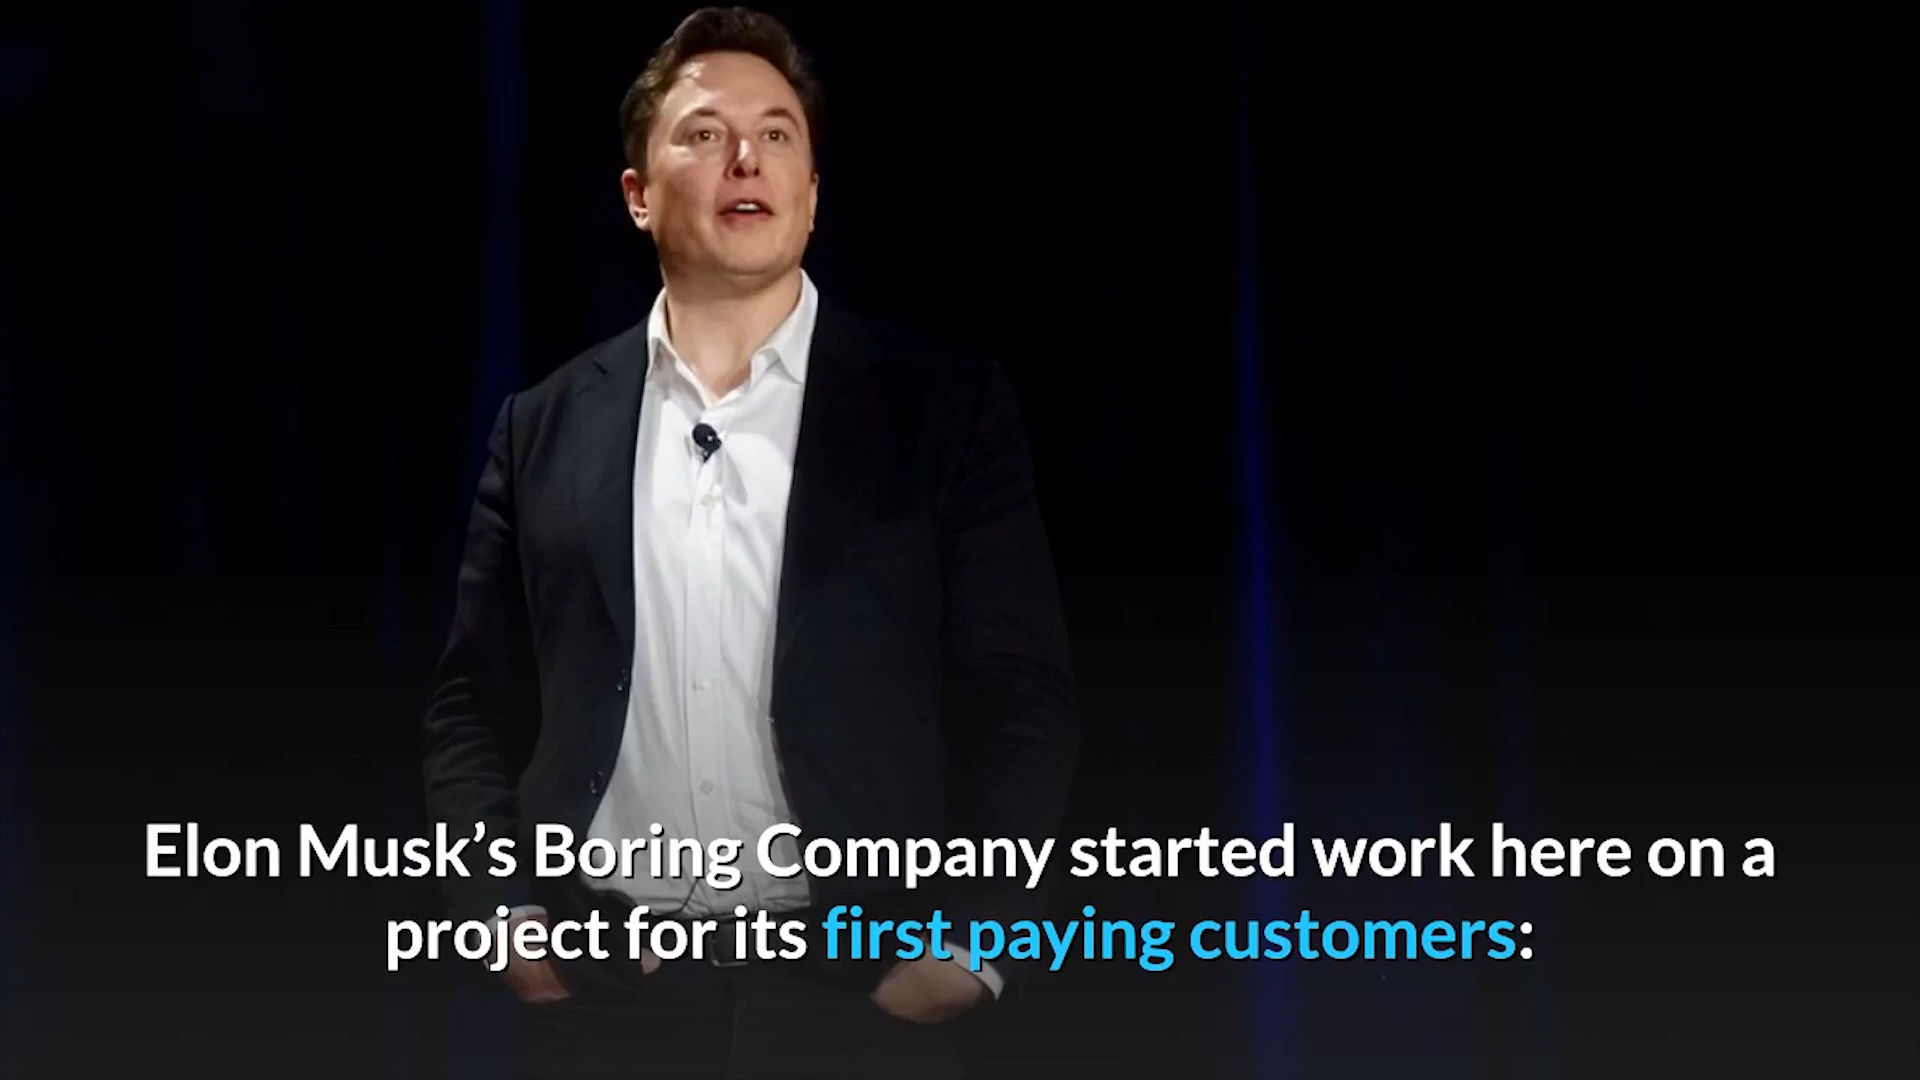 Elon Musk’s Boring Company started work here on a
project for its first paying customers: